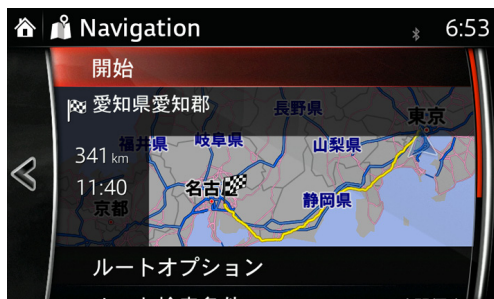 Navigation 6:53
開始
愛知県愛知郡
長野県
東京
福井県 岐阜県 山梨県
341 km
11:40
名古屋
京都
静岡県
ルートオプション